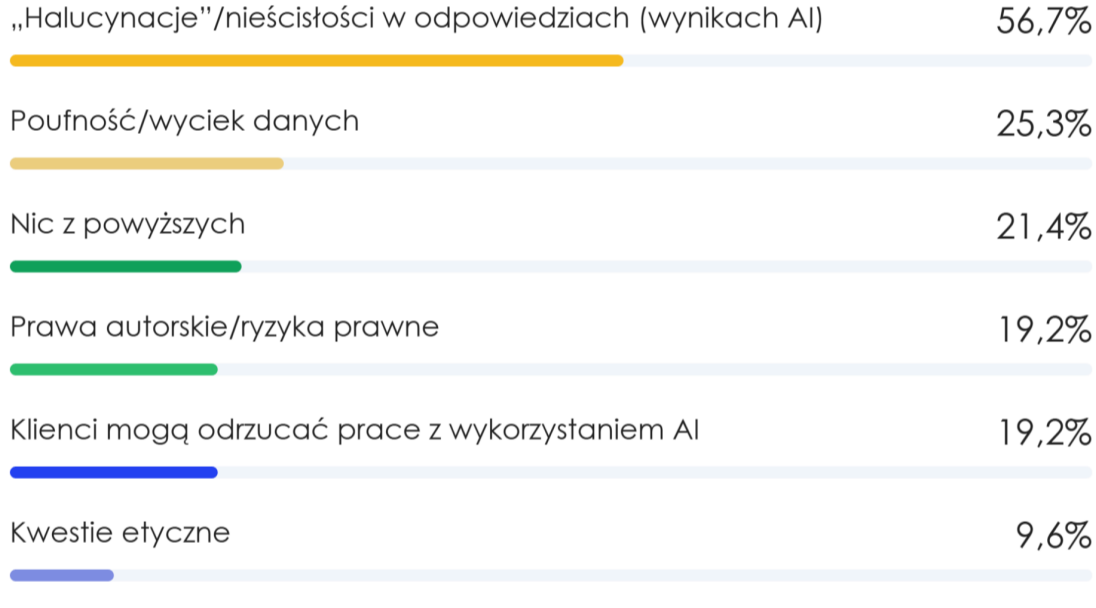 „Halucynacje”/nieścisłości w odpowiedziach (wynikach AI) 56,7%
Poufność/wyciek danych 25,3%
Nic z powyższych 21,4%
Prawa autorskie/ryzyka prawne 19,2%
Klienci mogą odrzucać prace z wykorzystaniem AI 19,2%
Kwestie etyczne 9,6%